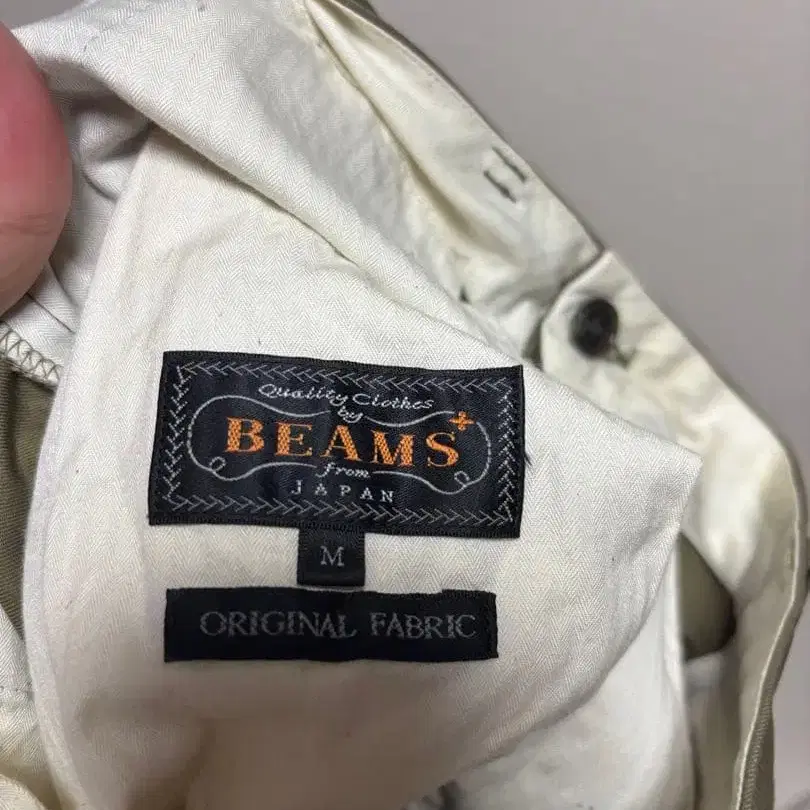 Quality Clothes
by
BEAMS+
from
JAPAN
M
ORIGINAL FABRIC